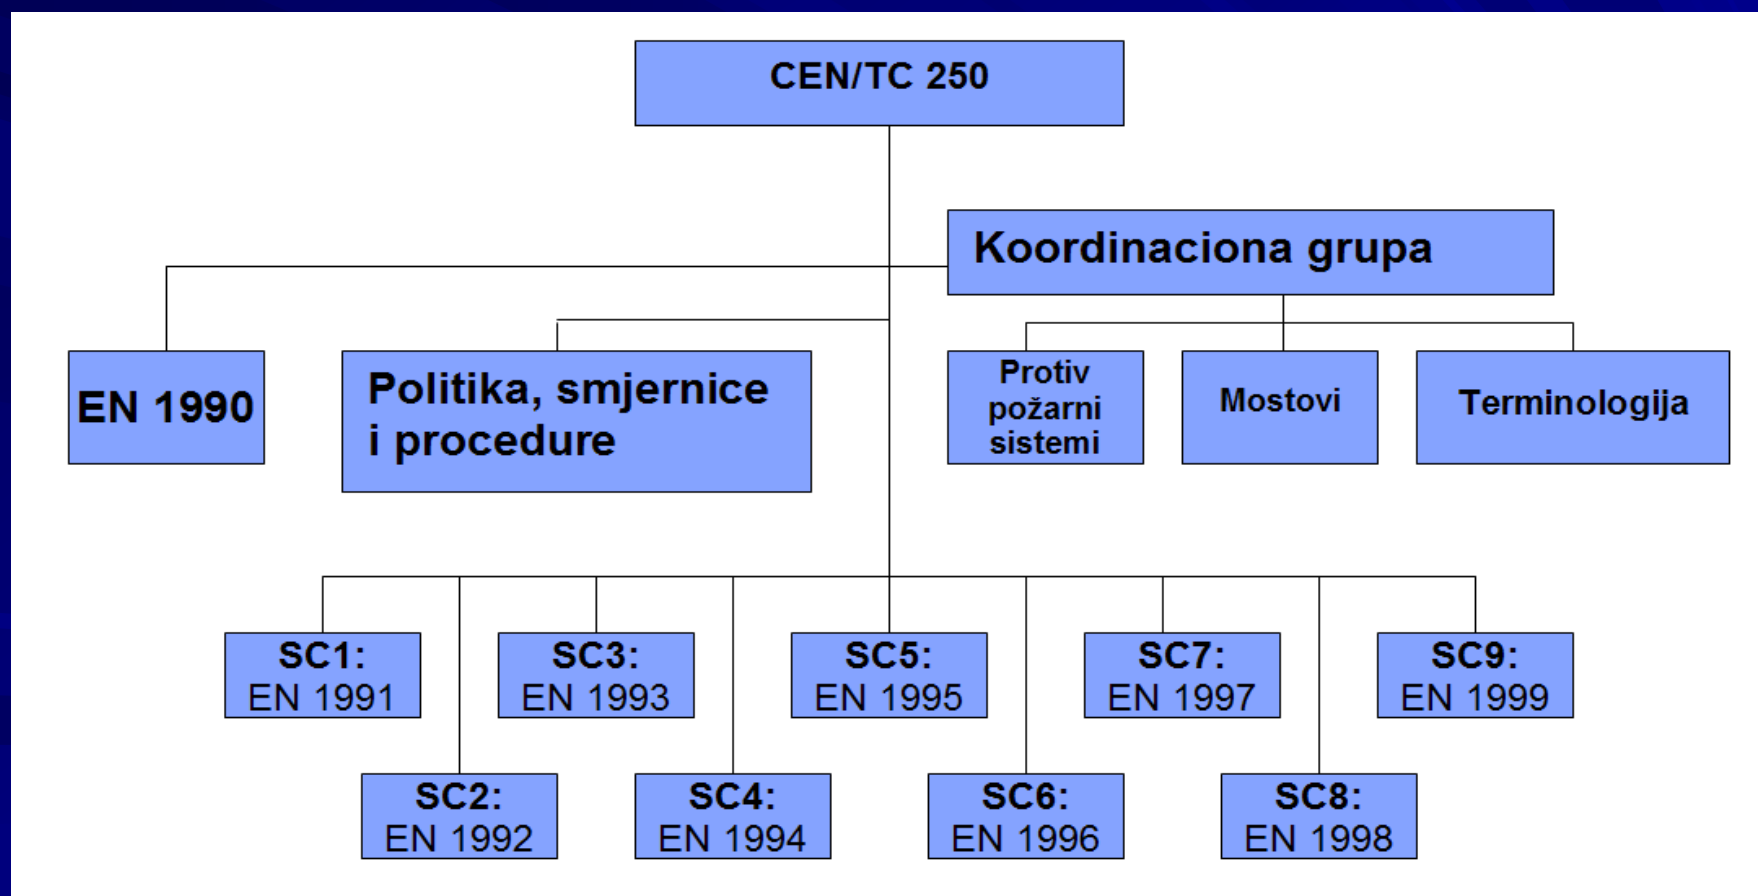 CEN/TC 250
Koordinaciona grupa
EN 1990
Politika, smjernice
i procedure
Protiv
požarni
sistemi
Mostovi
Terminologija
SC1:
EN 1991
SC3:
EN 1993
SC5:
EN 1995
SC7:
EN 1997
SC9:
EN 1999
SC2:
EN 1992
SC4:
EN 1994
SC6:
EN 1996
SC8:
EN 1998